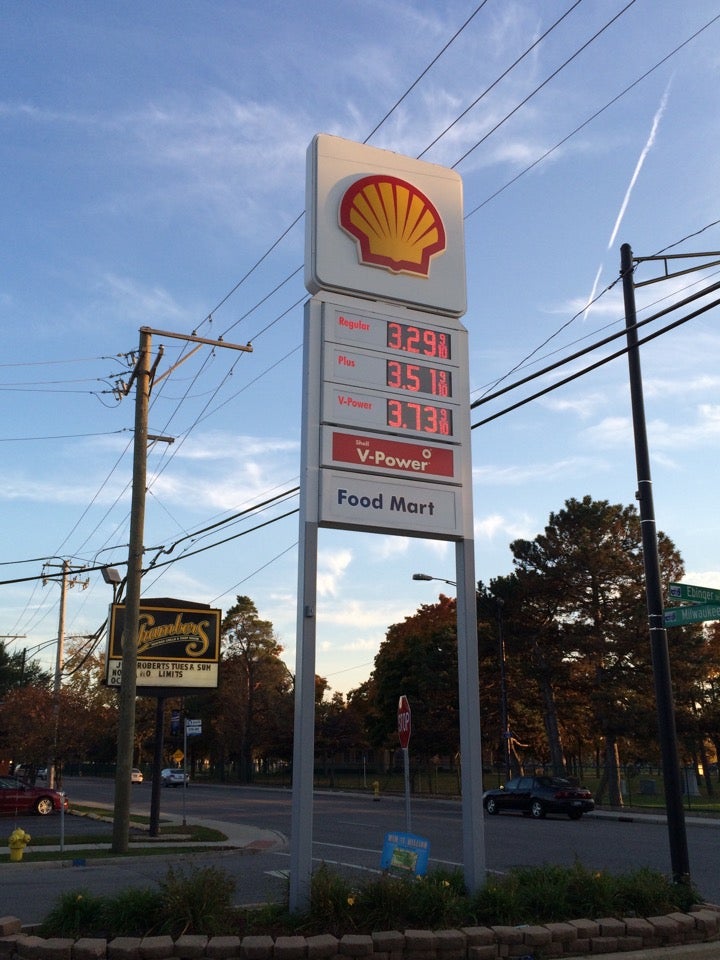 Regular 3.29 9/10
Plus 3.51 9/10
V-Power 3.73 9/10
Shell
V-Power
Food Mart
Chambers
ROBERTS TUES A SUN
NO LIMITS
STOP
Ebinger
Milwaukee